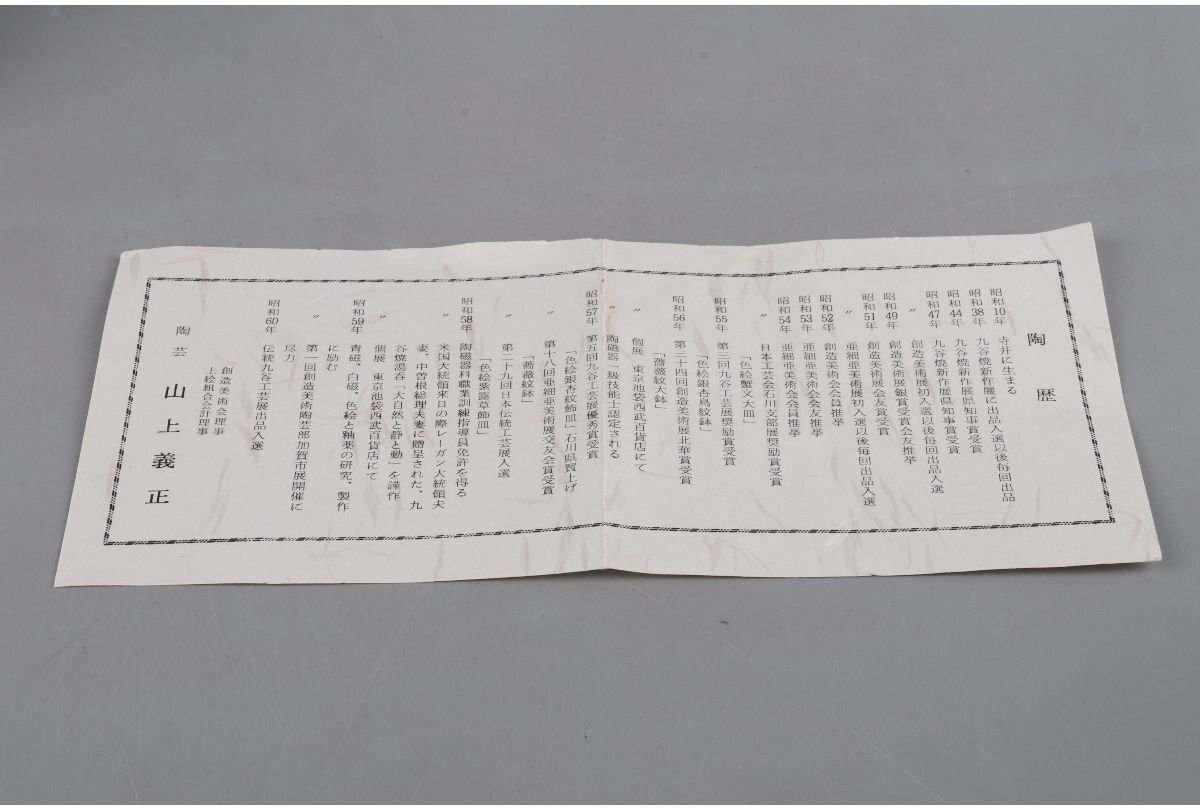 陶歴
昭和10年 寺井に生まる
昭和38年 九谷焼新作展に出品入選以後毎回出品
昭和44年 九谷焼新作展県知事賞受賞
昭和47年 九谷焼新作展県知事賞受賞
〃 創造美術展初入選以後毎回出品入選
昭和49年 創造美術展銀賞受賞会友推挙
昭和51年 創造美術展会友賞受賞
〃 亜細亜美術展初入選以後毎回出品入選
昭和52年 創造美術会会員推挙
昭和53年 亜細亜美術会会友推挙
昭和54年 亜細亜美術会会員推挙
〃 日本工芸会石川支部展奨励賞受賞
「色絵蟹文大皿」
昭和55年 第三回九谷工芸展奨励賞受賞
「色絵銀杏鳥紋鉢」
昭和56年 第三十四回創造美術展北華賞受賞
「薔薇紋大鉢」
個展 東京池袋西武百貨店にて
〃 陶磁器一級技能士認定される
昭和57年 第五回九谷工芸展優秀賞受賞
「色絵銀杏紋飾皿」石川県買上げ
〃 第十八回亜細亜美術展交友会賞受賞
「薔薇紋鉢」
〃 第二十九回日本伝統工芸展入選
「色絵紫露草飾皿」
昭和58年 陶磁器科職業訓練指導員免許を得る
〃 米国大統領来日の際レーガン大統領夫
妻、中曽根総理夫妻に贈呈された、九
谷焼湯呑「大自然と静と動」を謹作
〃 個展 東京池袋西武百貨店にて
昭和59年 青磁、白磁、色絵と釉薬の研究、製作
に励む
〃 第一回創造美術陶芸部加賀市展開催に
尽力
昭和60年 伝統九谷工芸展出品入選
創造美術会理事
上絵組合会計理事
陶芸 山上義正